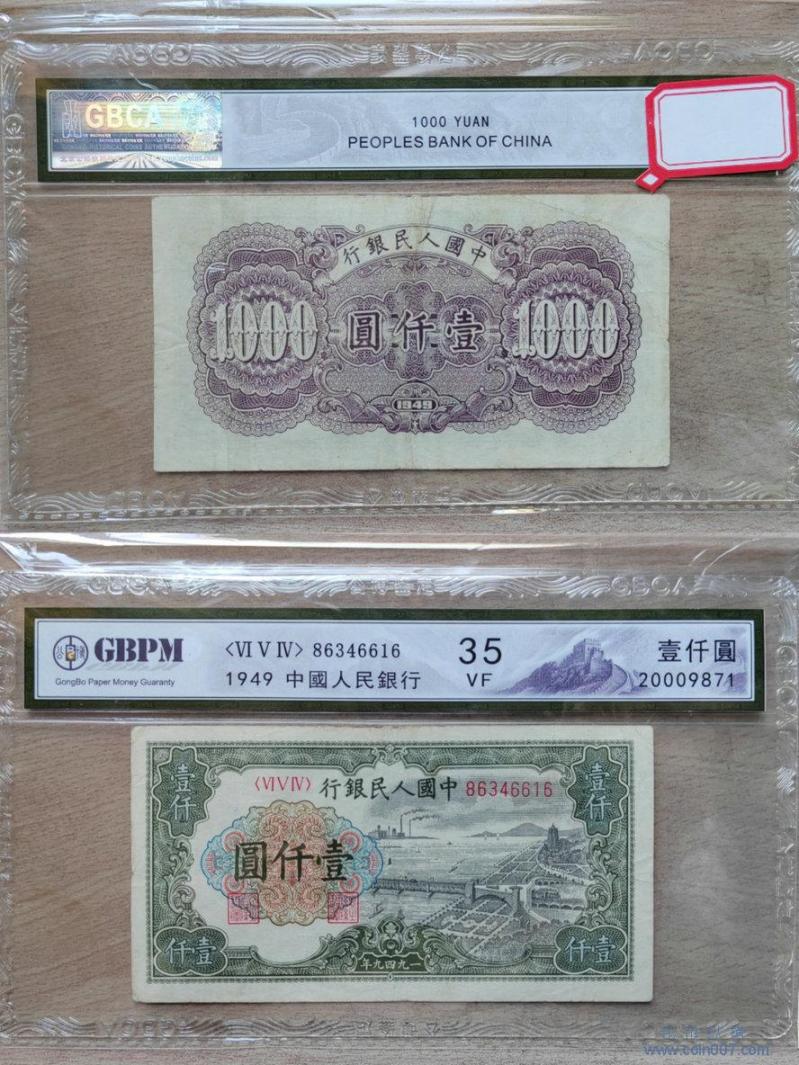 GBCA
1000 YUAN
PEOPLES BANK OF CHINA
行銀民人國中
1000 圓仟壹 1000
1949
GBCA
GBPM
GongBo Paper Money Guaranty
〈VI V IV〉 86346616
1949 中國人民銀行
35
VF
壹仟圓
20009871
壹仟
壹仟
〈VI V IV〉 行銀民人國中 86346616
圓仟壹
仟壹
年九四九一
仟壹
www.coin007.com